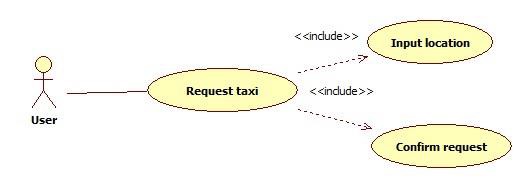 <<include>>
Input location
Request taxi
<<include>>
User
Confirm request